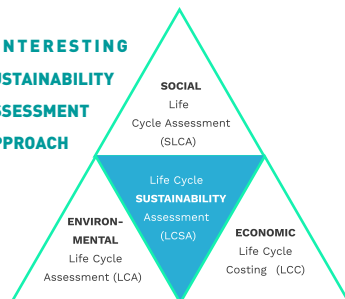 INTERESTING
USTAINABILITY
SSESSMENT
PPROACH
SOCIAL
Life
Cycle Assessment
(SLCA)
Life Cycle
SUSTAINABILITY
Assessment
(LCSA)
ENVIRON-
MENTAL
Life Cycle
Assessment (LCA)
ECONOMIC
Life Cycle
Costing (LCC)